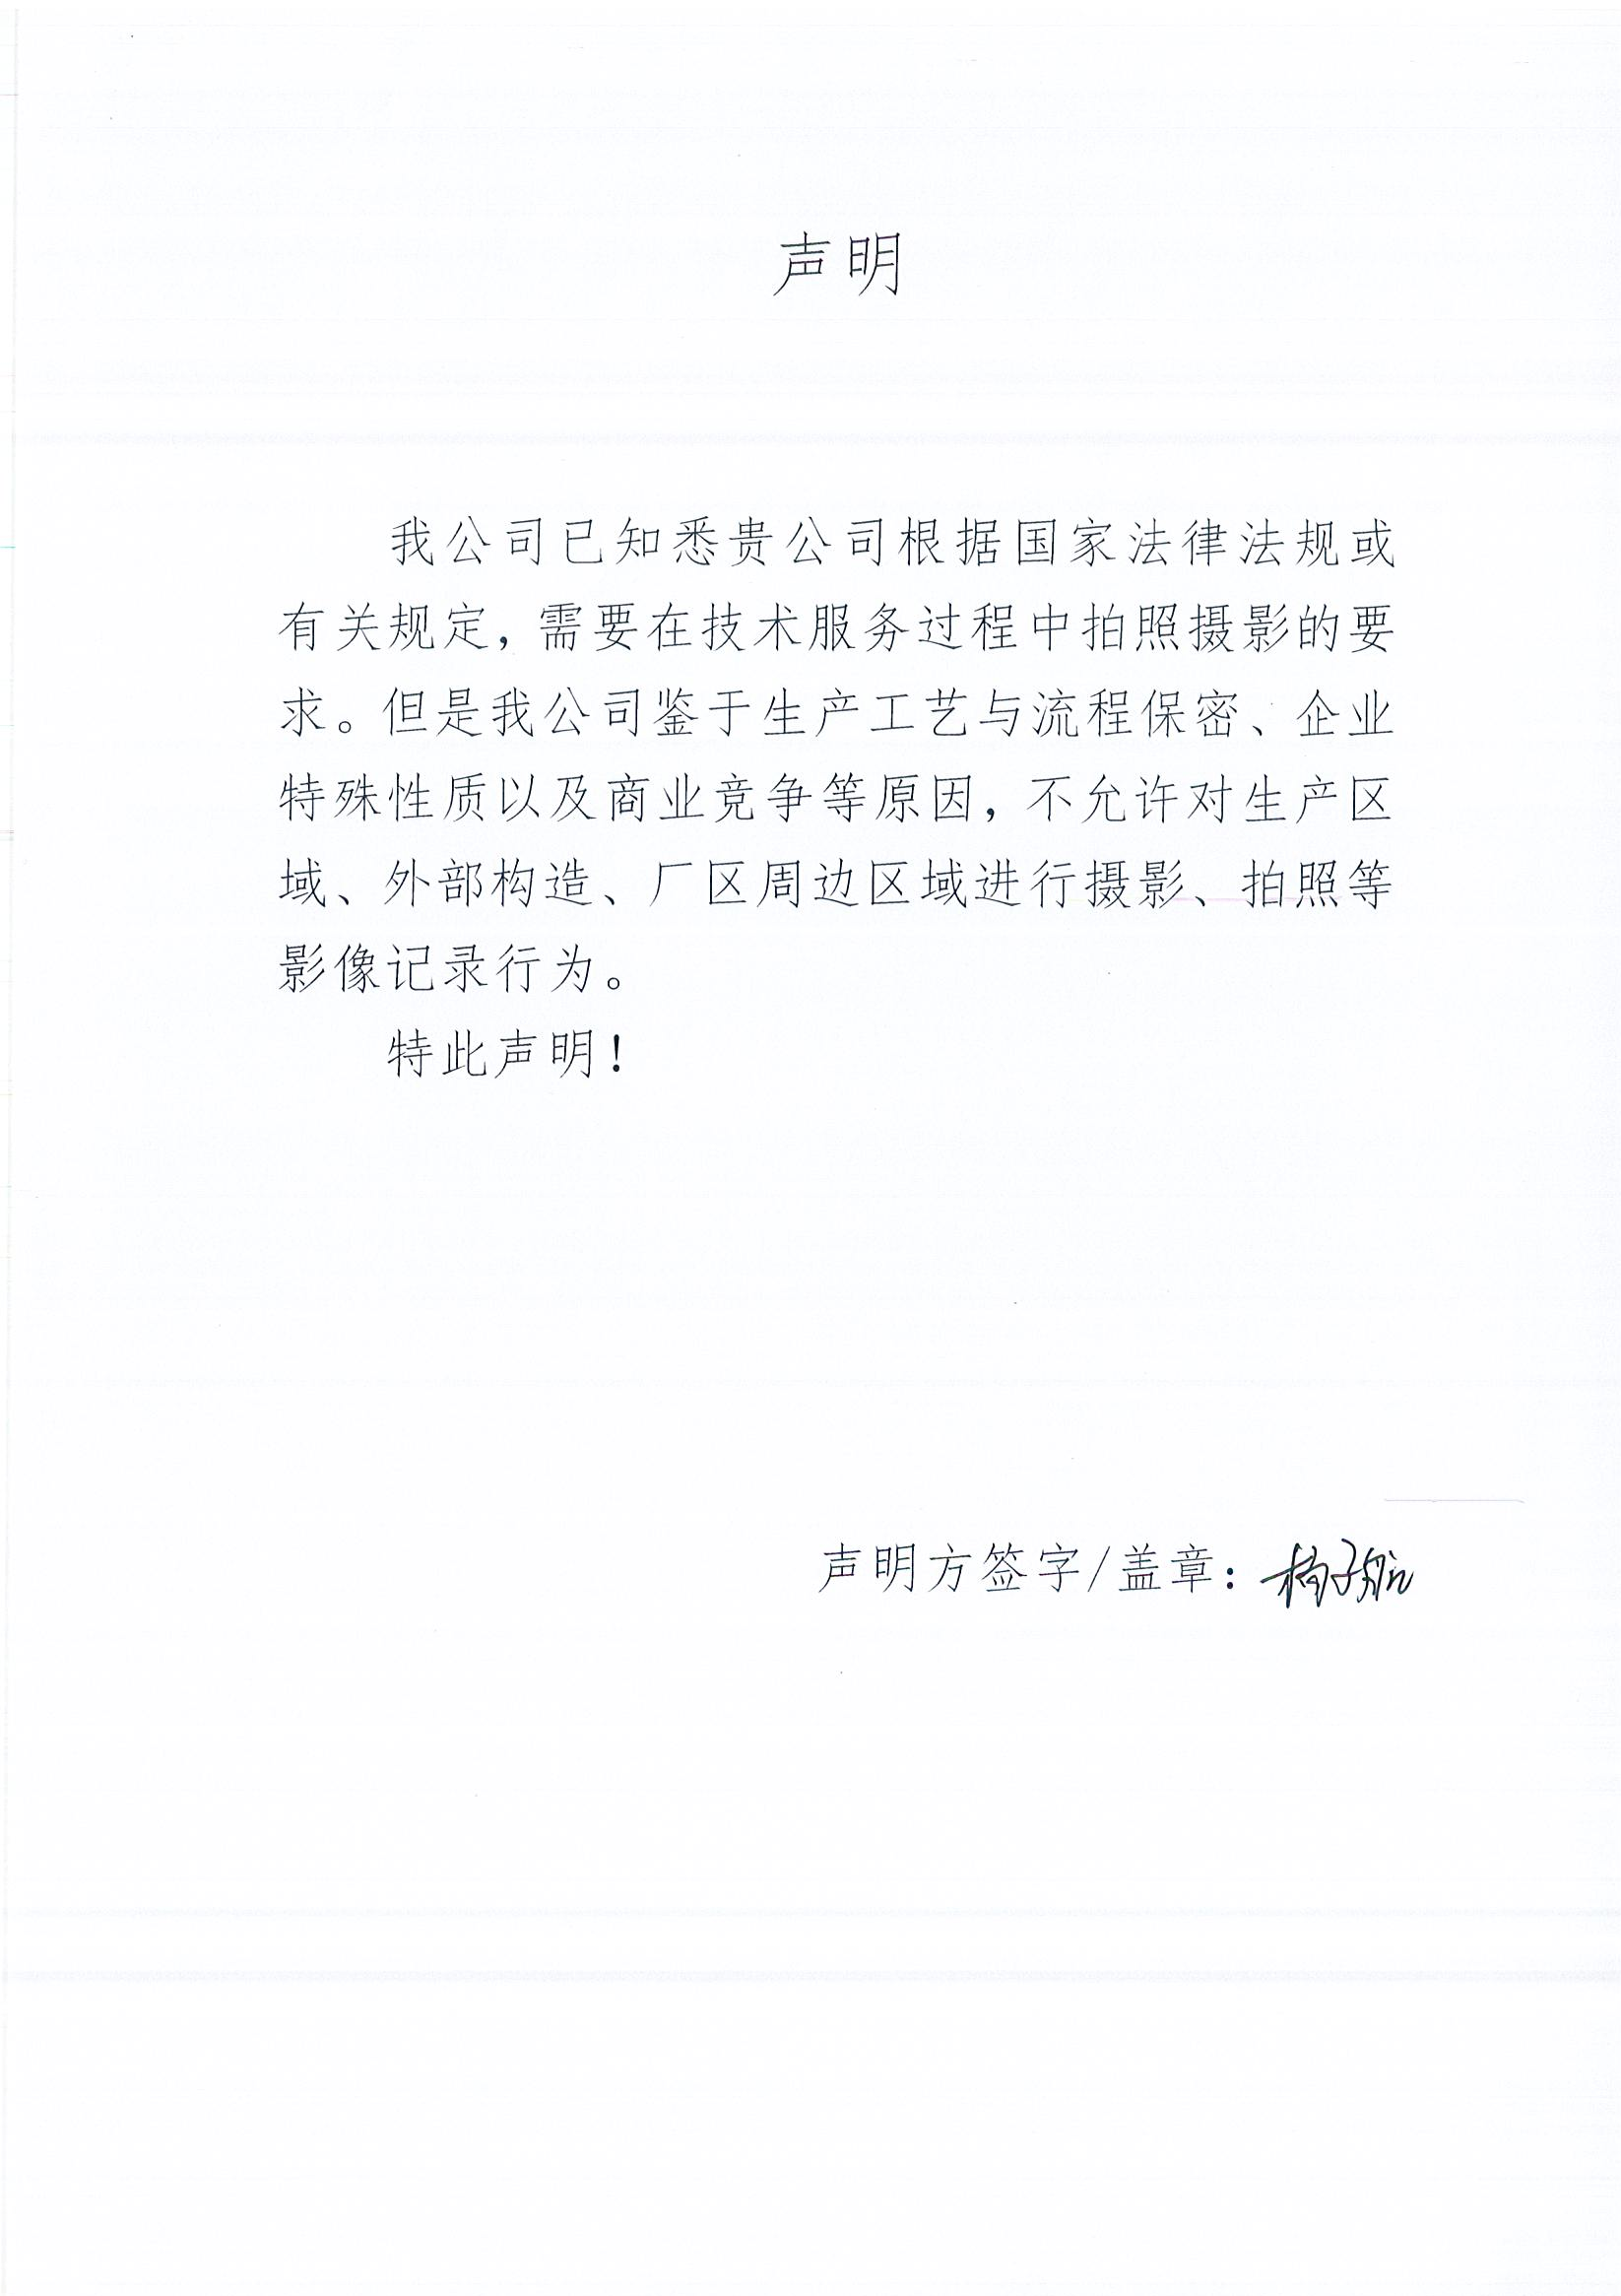 声明
我公司已知悉贵公司根据国家法律法规或
有关规定，需要在技术服务过程中拍照摄影的要
求。但是我公司鉴于生产工艺与流程保密、企业
特殊性质以及商业竞争等原因，不允许对生产区
域、外部构造、厂区周边区域进行摄影、拍照等
影像记录行为。
特此声明！
声明方签字/盖章：